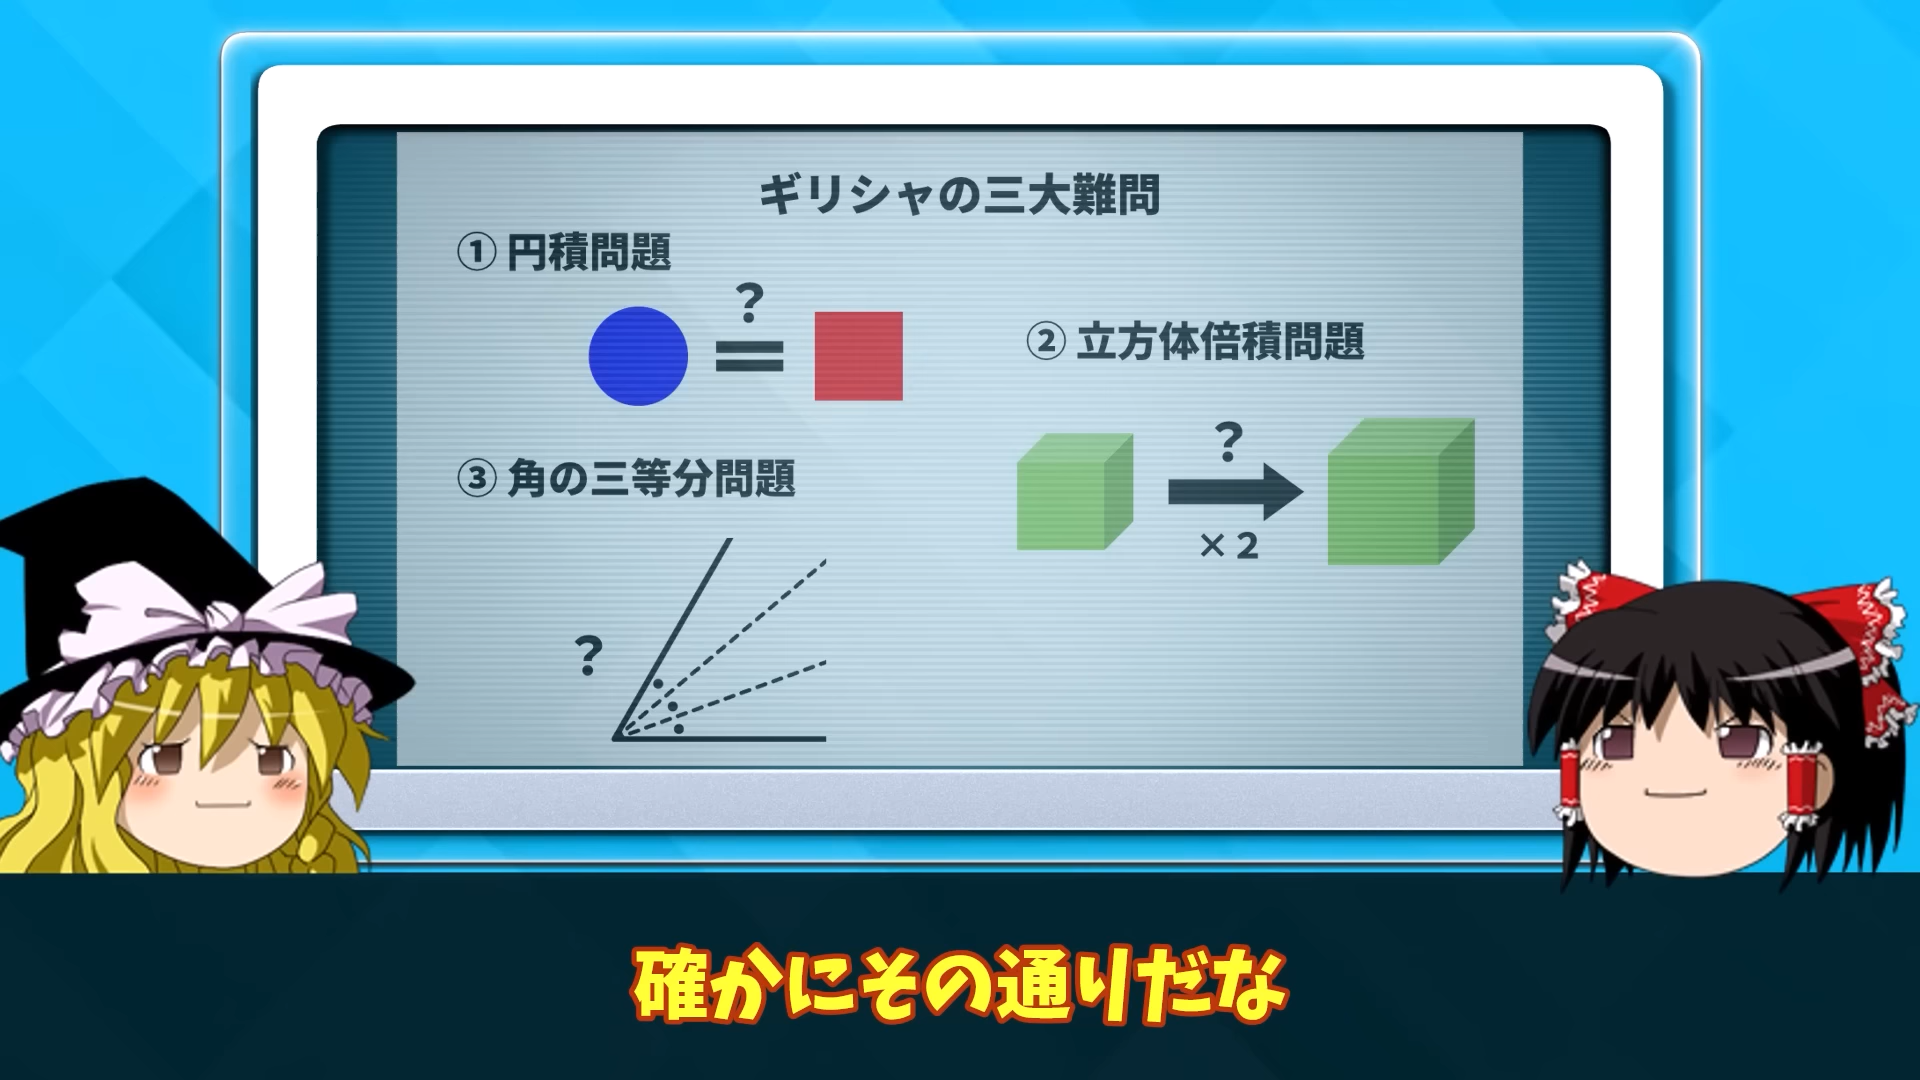 ギリシャの三大難問
① 円積問題
?
=
② 立方体倍積問題
?
×2
③ 角の三等分問題
?
確かにその通りだな